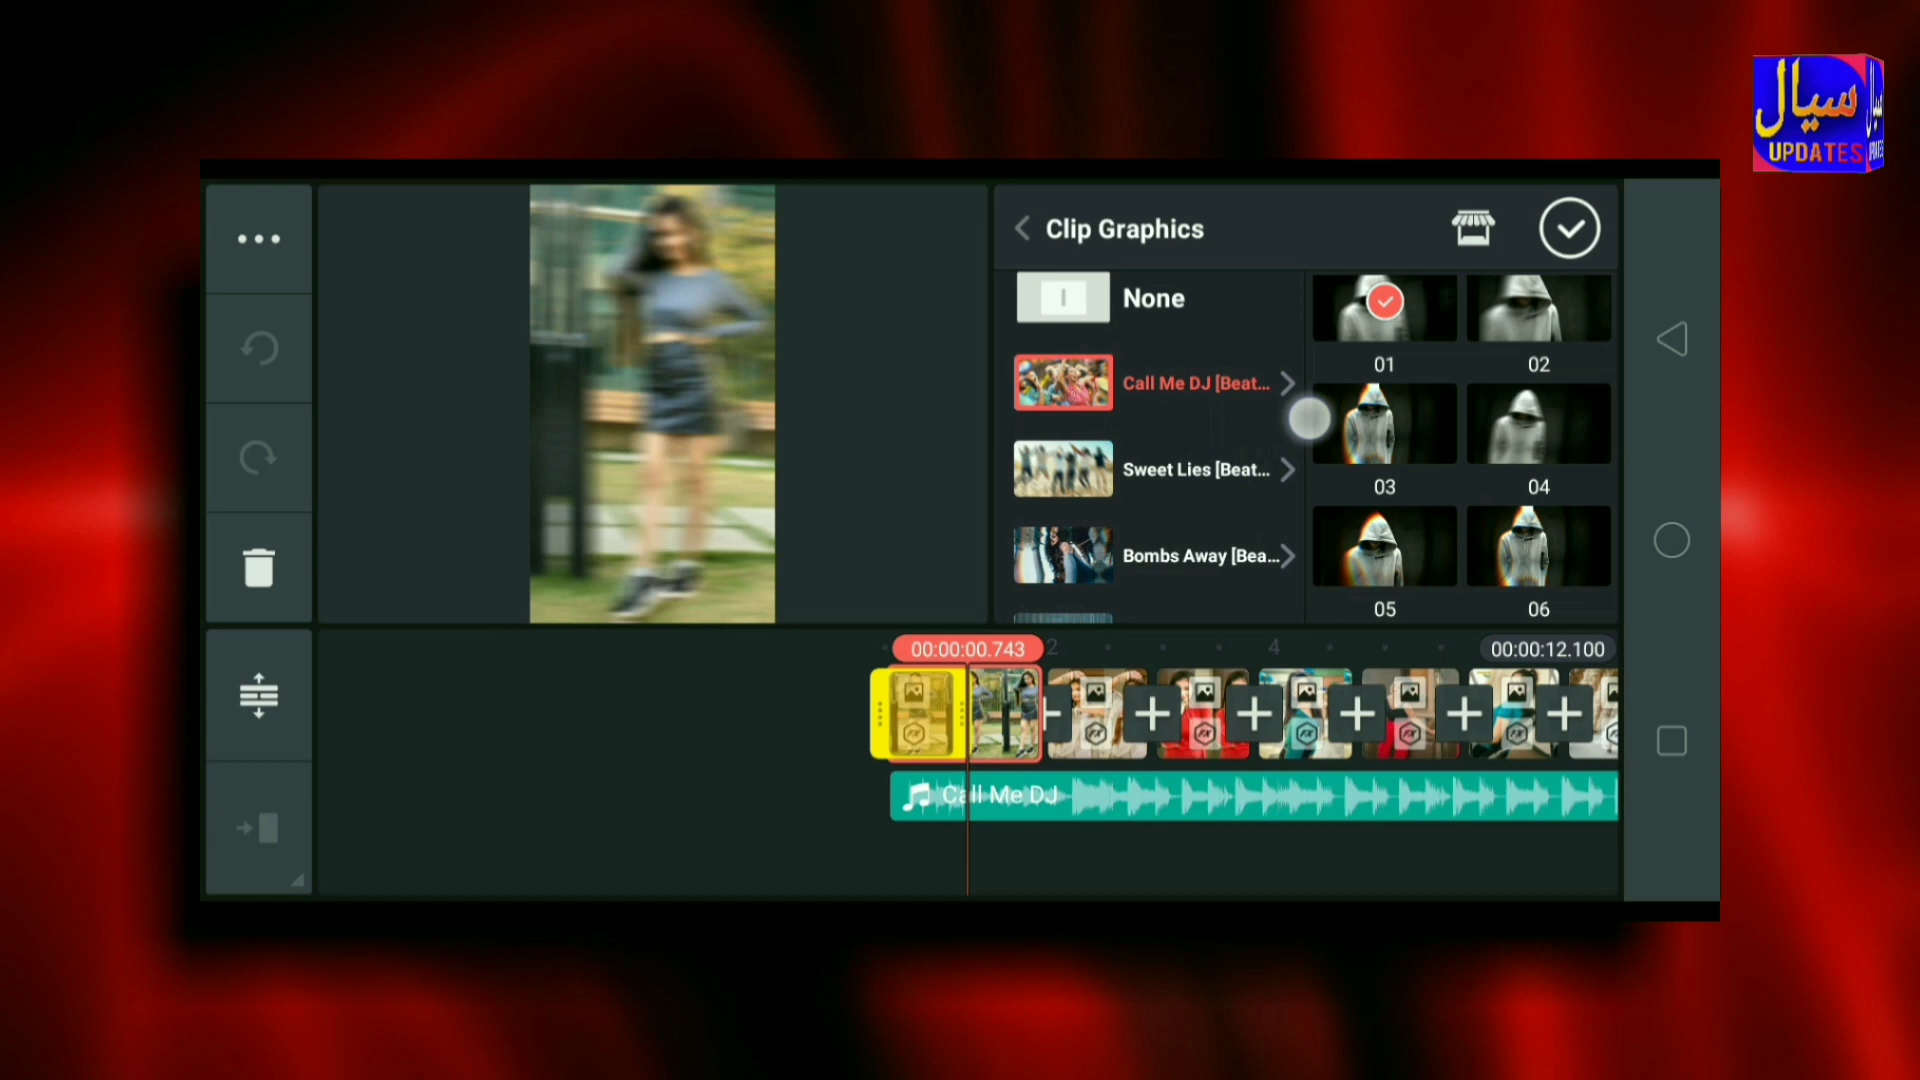 سیال
UPDATES
Clip Graphics
None
Call Me DJ [Beat...
Sweet Lies [Beat...
Bombs Away [Bea...
01
02
03
04
05
06
00:00:00.743
2
4
00:00:12.100
Call Me DJ